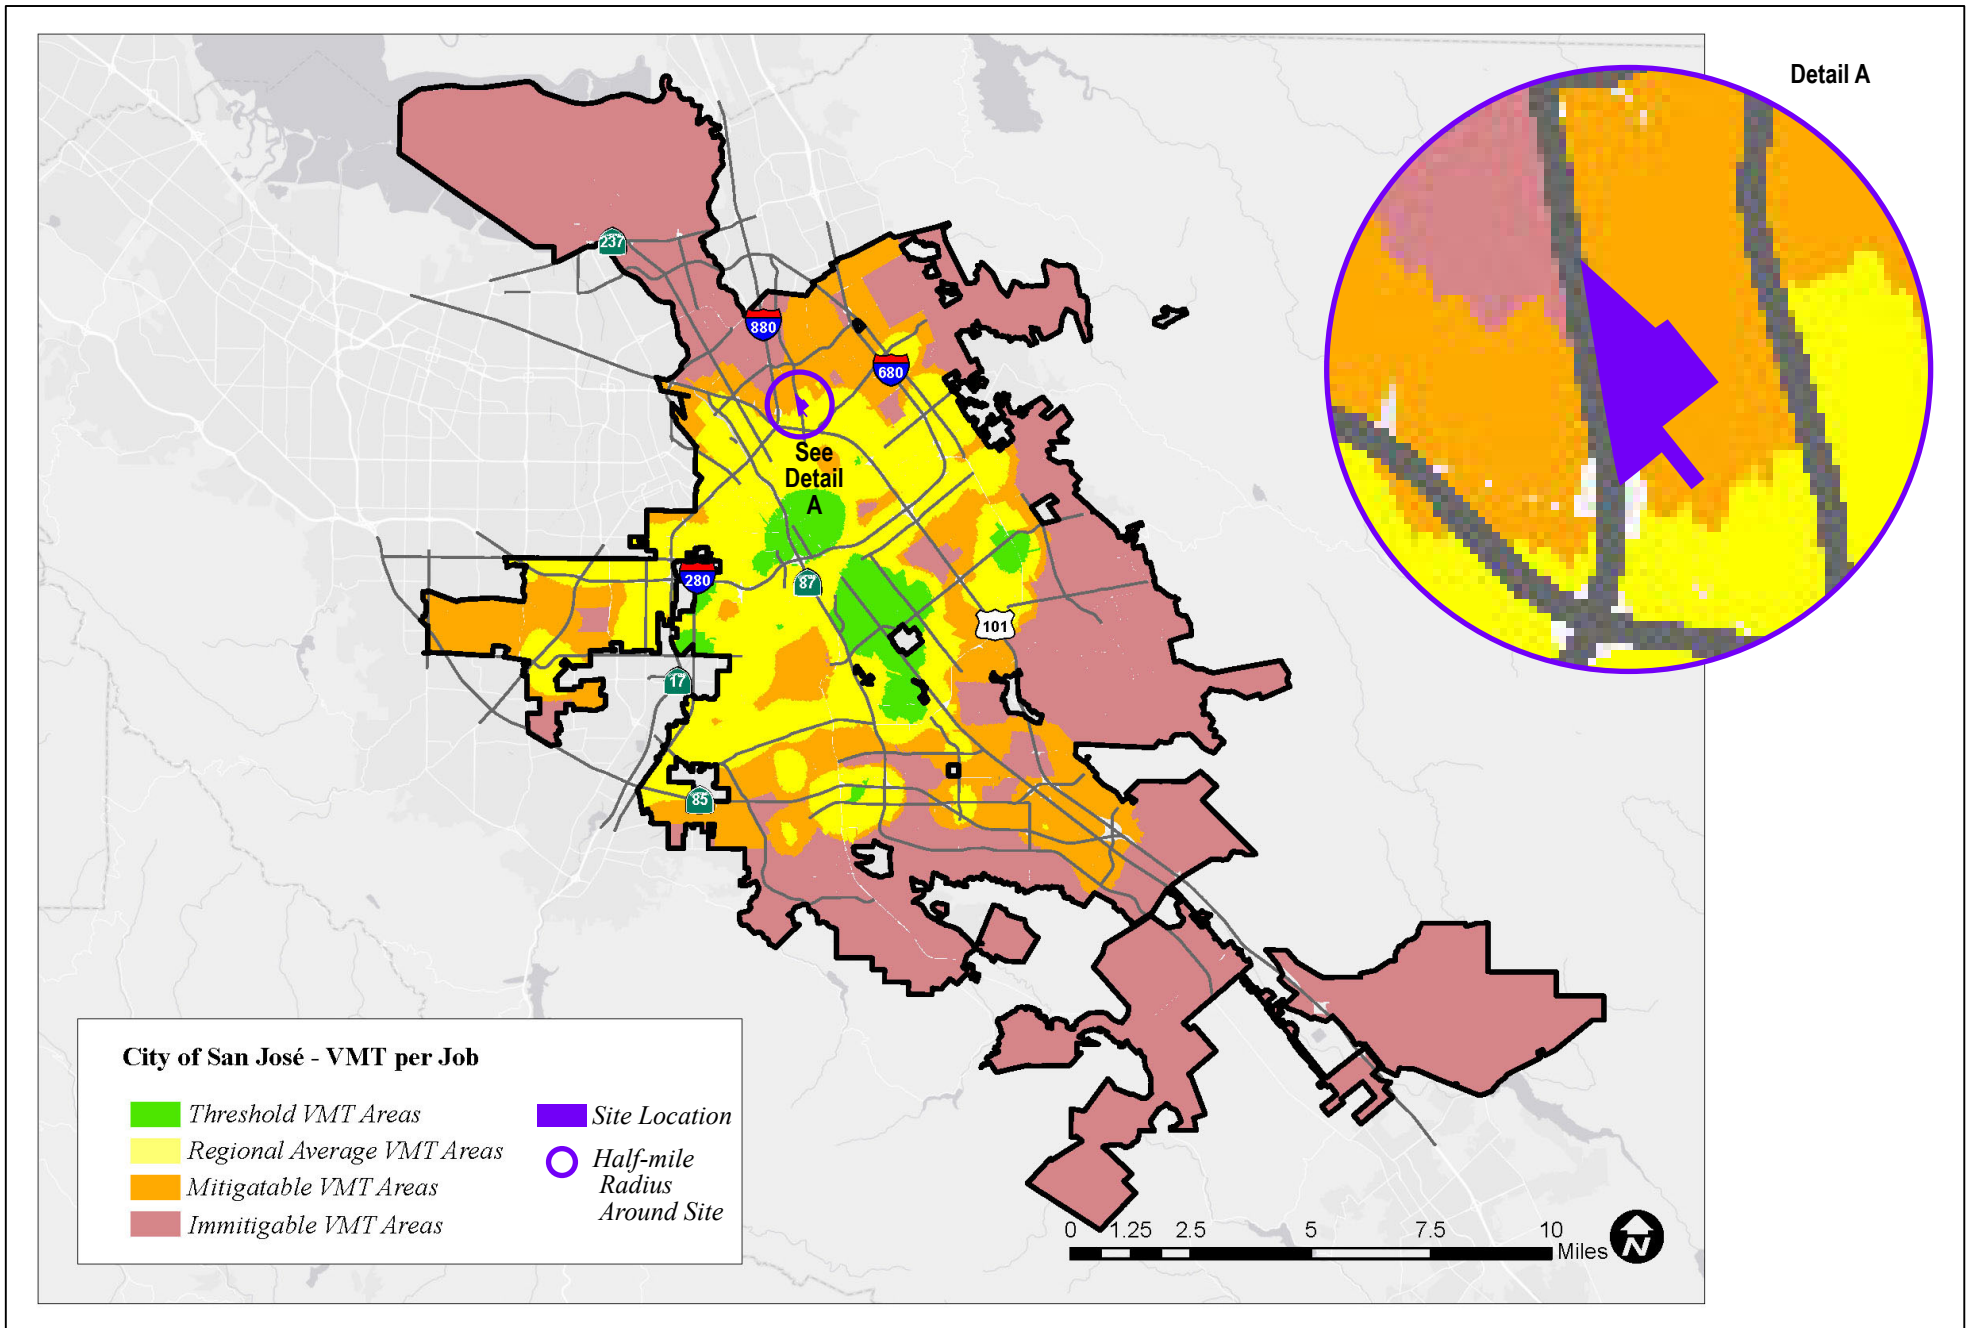 Detail A
237
880
680
See
Detail
A
280
87
101
17
85
City of San José - VMT per Job
Threshold VMT Areas
Regional Average VMT Areas
Mitigatable VMT Areas
Immitigable VMT Areas
Site Location
Half-mile
Radius
Around Site
0 1.25 2.5 5 7.5 10
Miles
N